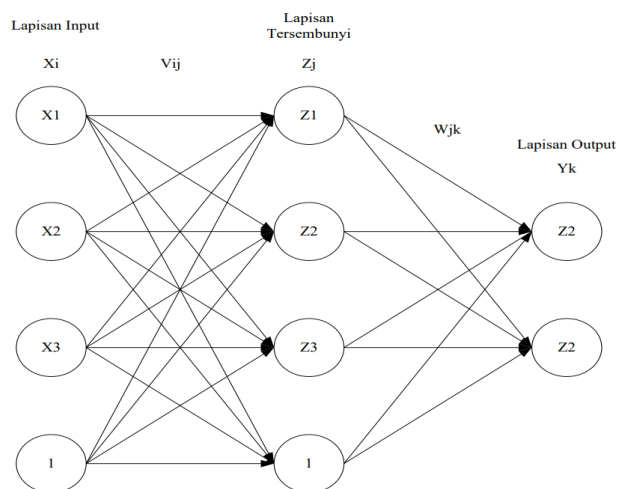 Lapisan Input
Lapisan
Tersembunyi
Xi
Vij
Zj
X1
Z1
Wjk
Lapisan Output
Yk
X2
Z2
Z2
X3
Z3
Z2
1
1